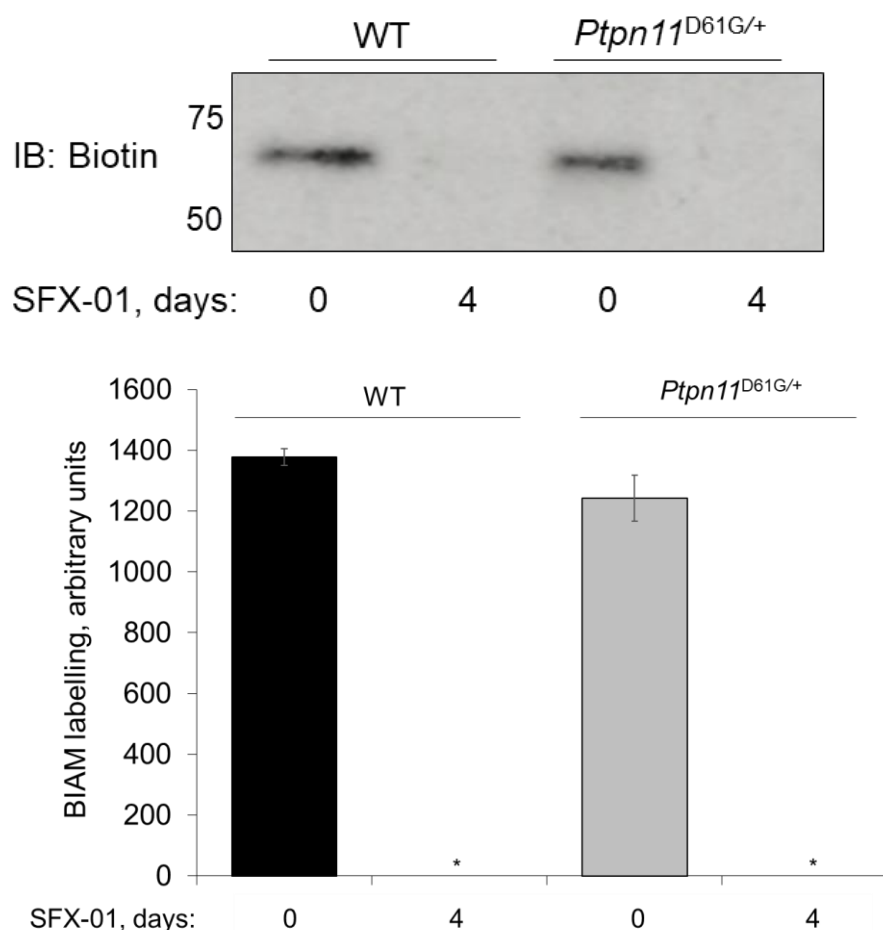 WT Ptpn11D61G/+
75
IB: Biotin
50
SFX-01, days: 0 4 0 4
1600
WT Ptpn11D61G/+
1400
1200
1000
800
600
400
200
0
BIAM labelling, arbitrary units
* *
SFX-01, days: 0 4 0 4